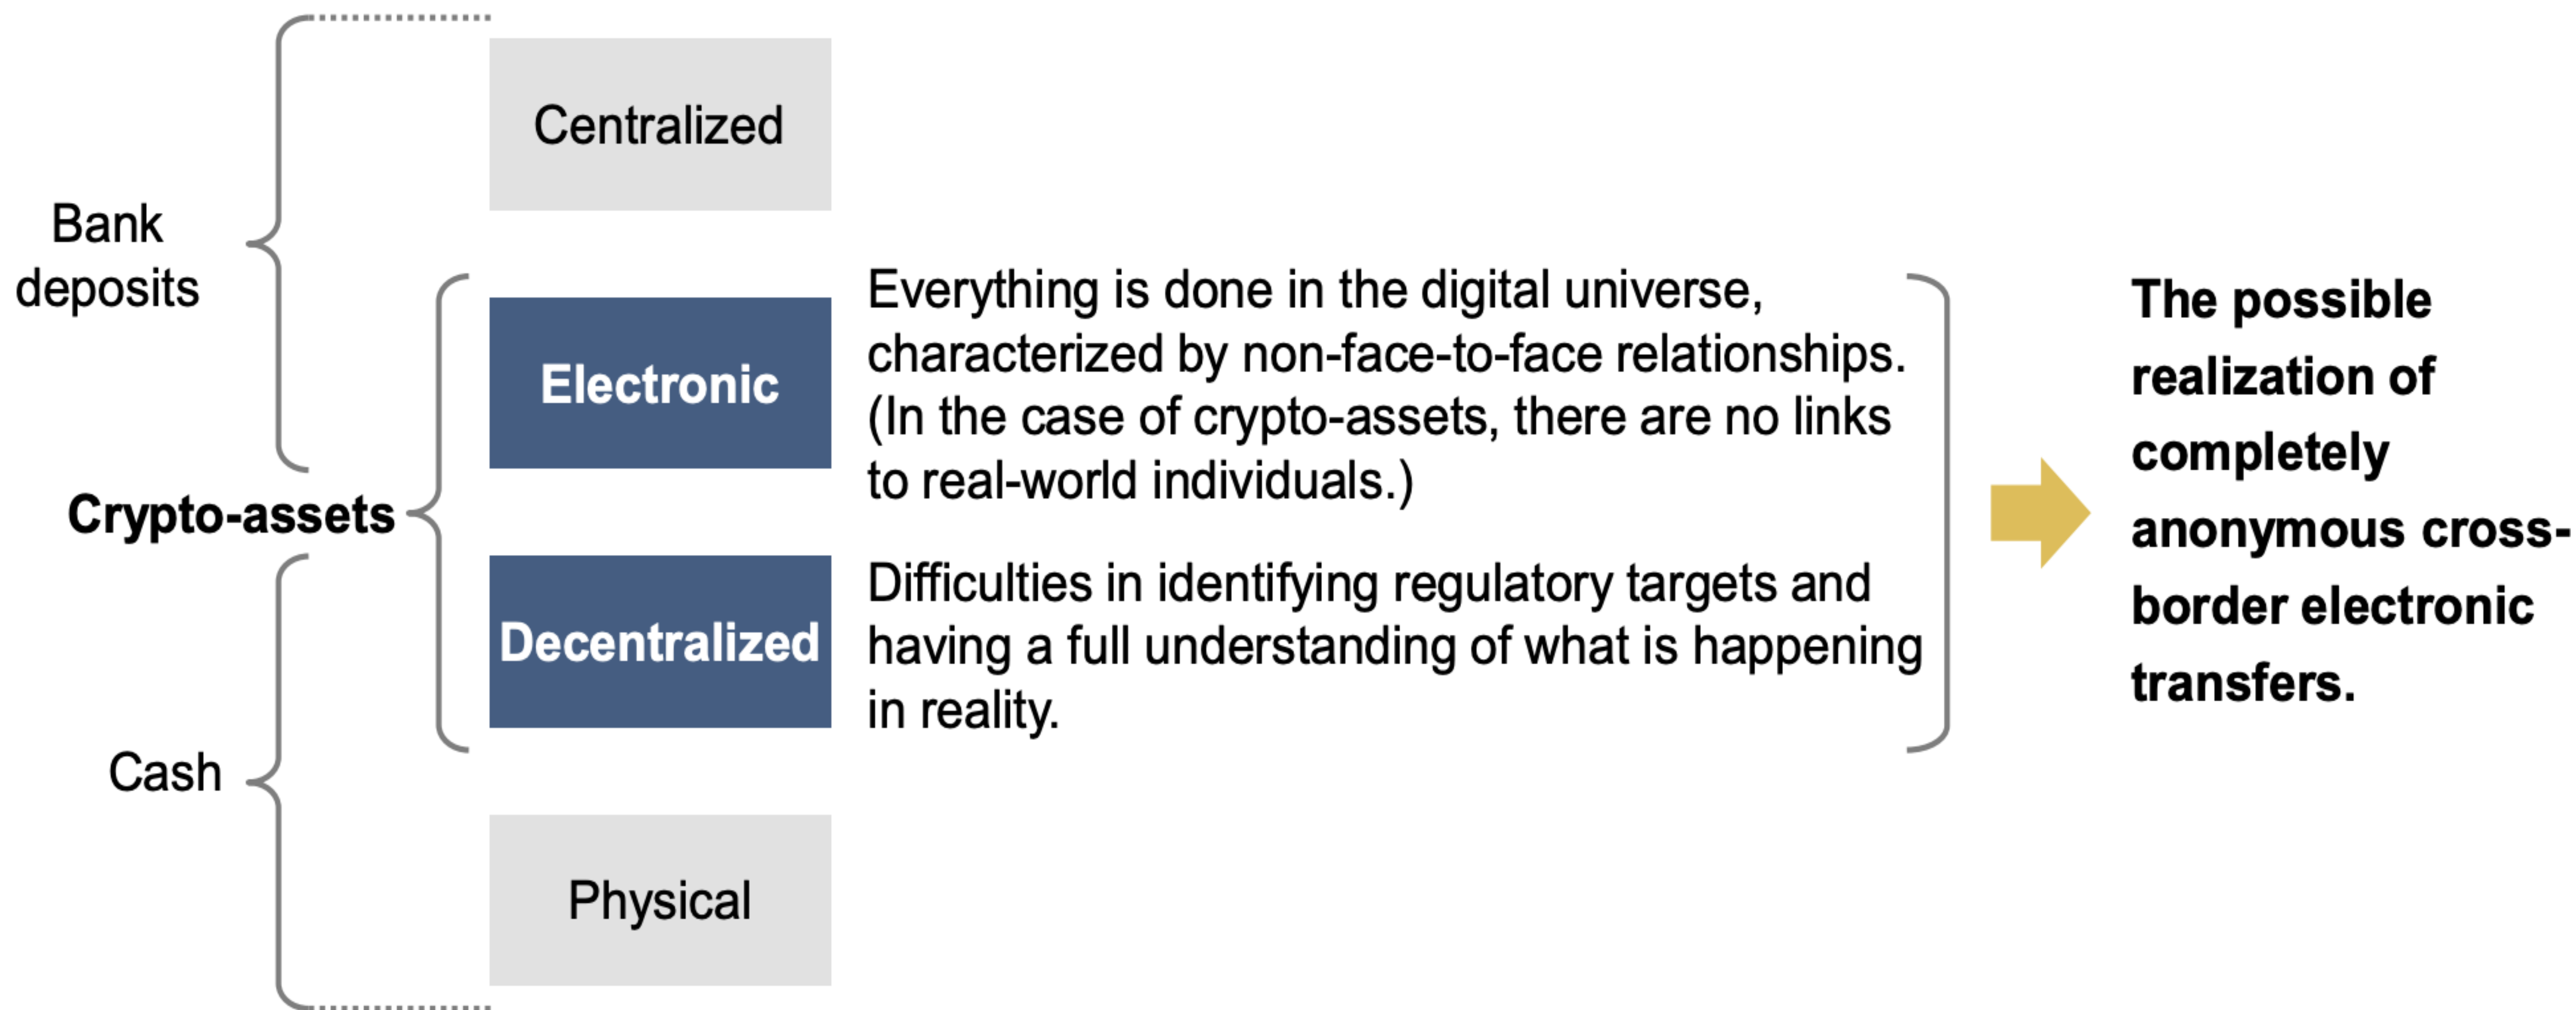 Bank
deposits
Crypto-assets
Cash
Centralized
Electronic
Decentralized
Physical
Everything is done in the digital universe,
characterized by non-face-to-face relationships.
(In the case of crypto-assets, there are no links
to real-world individuals.)
Difficulties in identifying regulatory targets and
having a full understanding of what is happening
in reality.
The possible
realization of
completely
anonymous cross-
border electronic
transfers.